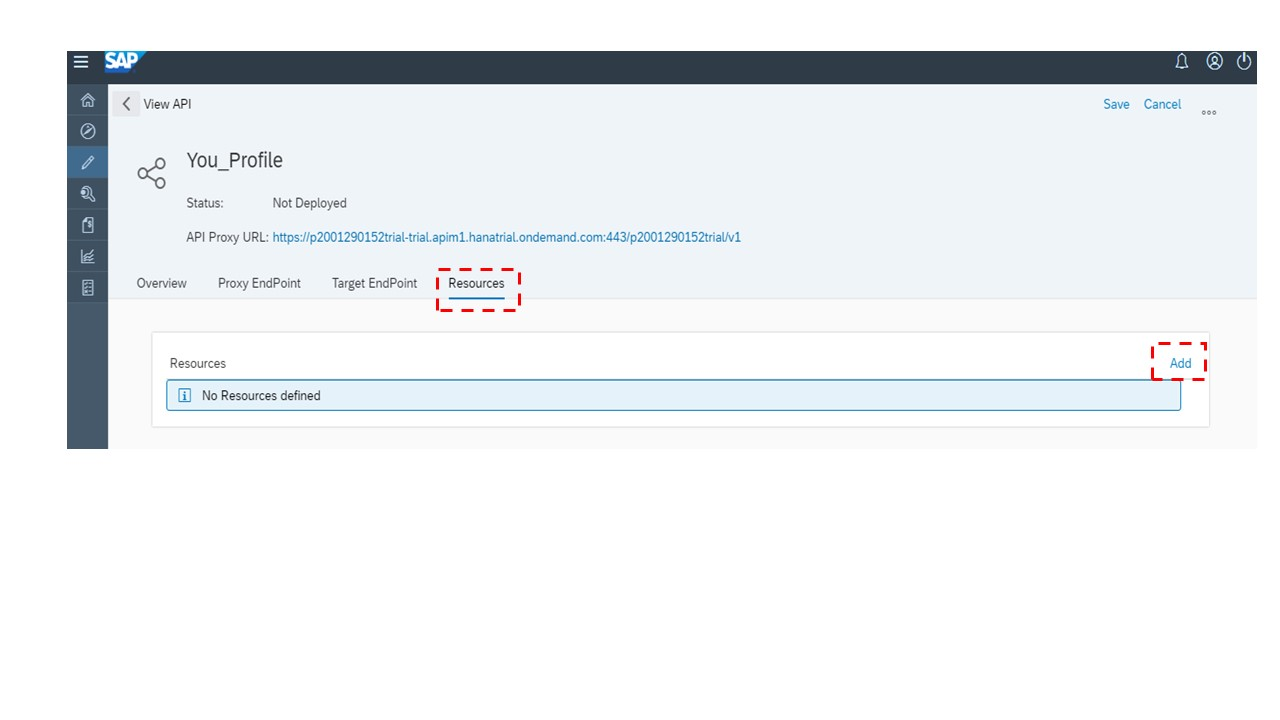 SAP
View API
Save Cancel
You_Profile
Status: Not Deployed
API Proxy URL: https://p2001290152trial-trial.apim1.hanatrial.ondemand.com:443/p2001290152trial/v1
Overview Proxy EndPoint Target EndPoint Resources
Resources Add
No Resources defined